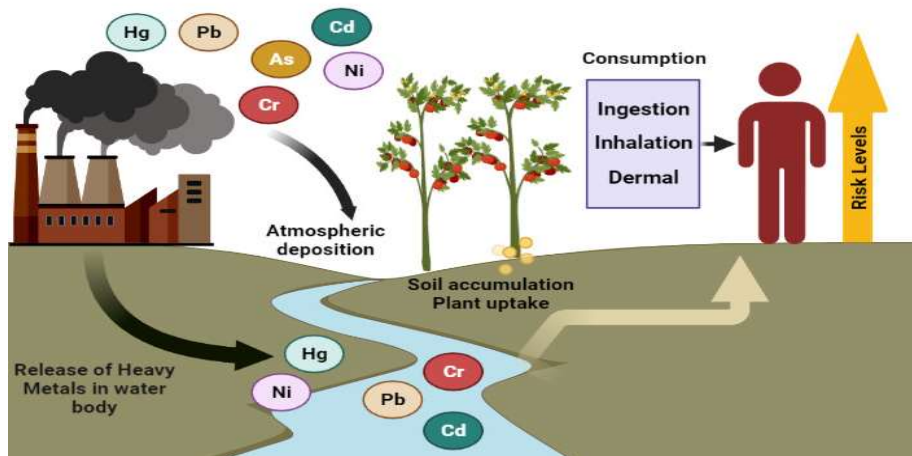 Hg
Pb
As
Cd
Ni
Cr
Atmospheric
deposition
Consumption
Ingestion
Inhalation
Dermal
Risk Levels
Soil accumulation
Plant uptake
Release of Heavy
Metals in water
body
Hg
Ni
Cr
Pb
Cd